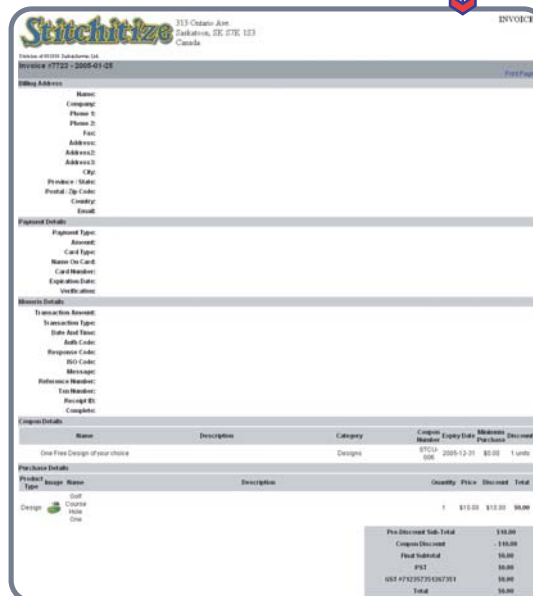 Stitchitize
313 Ontario Ave.
Saskatoon, SK S7K 1S3
Canada
INVOICE
Invoice #7723 - 2005-01-25
Print Page
Billing Address
Name:
Company:
Phone 1:
Phone 2:
Fax:
Address:
Address2:
Address3:
City:
Province / State:
Postal / Zip Code:
Country:
Email:
Payment Details
Payment Type:
Amount:
Card Type:
Name On Card:
Card Number:
Expiration Date:
Verification:
Moneris Details
Transaction Amount:
Transaction Type:
Date And Time:
Auth Code:
Response Code:
ISO Code:
Message:
Reference Number:
Txn Number:
Receipt ID:
Complete:
Coupon Details
Name Description Category Coupon Number Expiry Date Minimum Purchase Discount
One Free Design of your choice Designs STCU-006 2005-12-31 $0.00 1 units
Purchase Details
Product Type Image Name Description Quantity Price Discount Total
Design Golf Course Hole One 1 $10.00 $10.00 $0.00
Pre-Discount Sub-Total $10.00
Coupon Discount - $10.00
Final Subtotal $0.00
PST $0.00
$0.00
Total $0.00